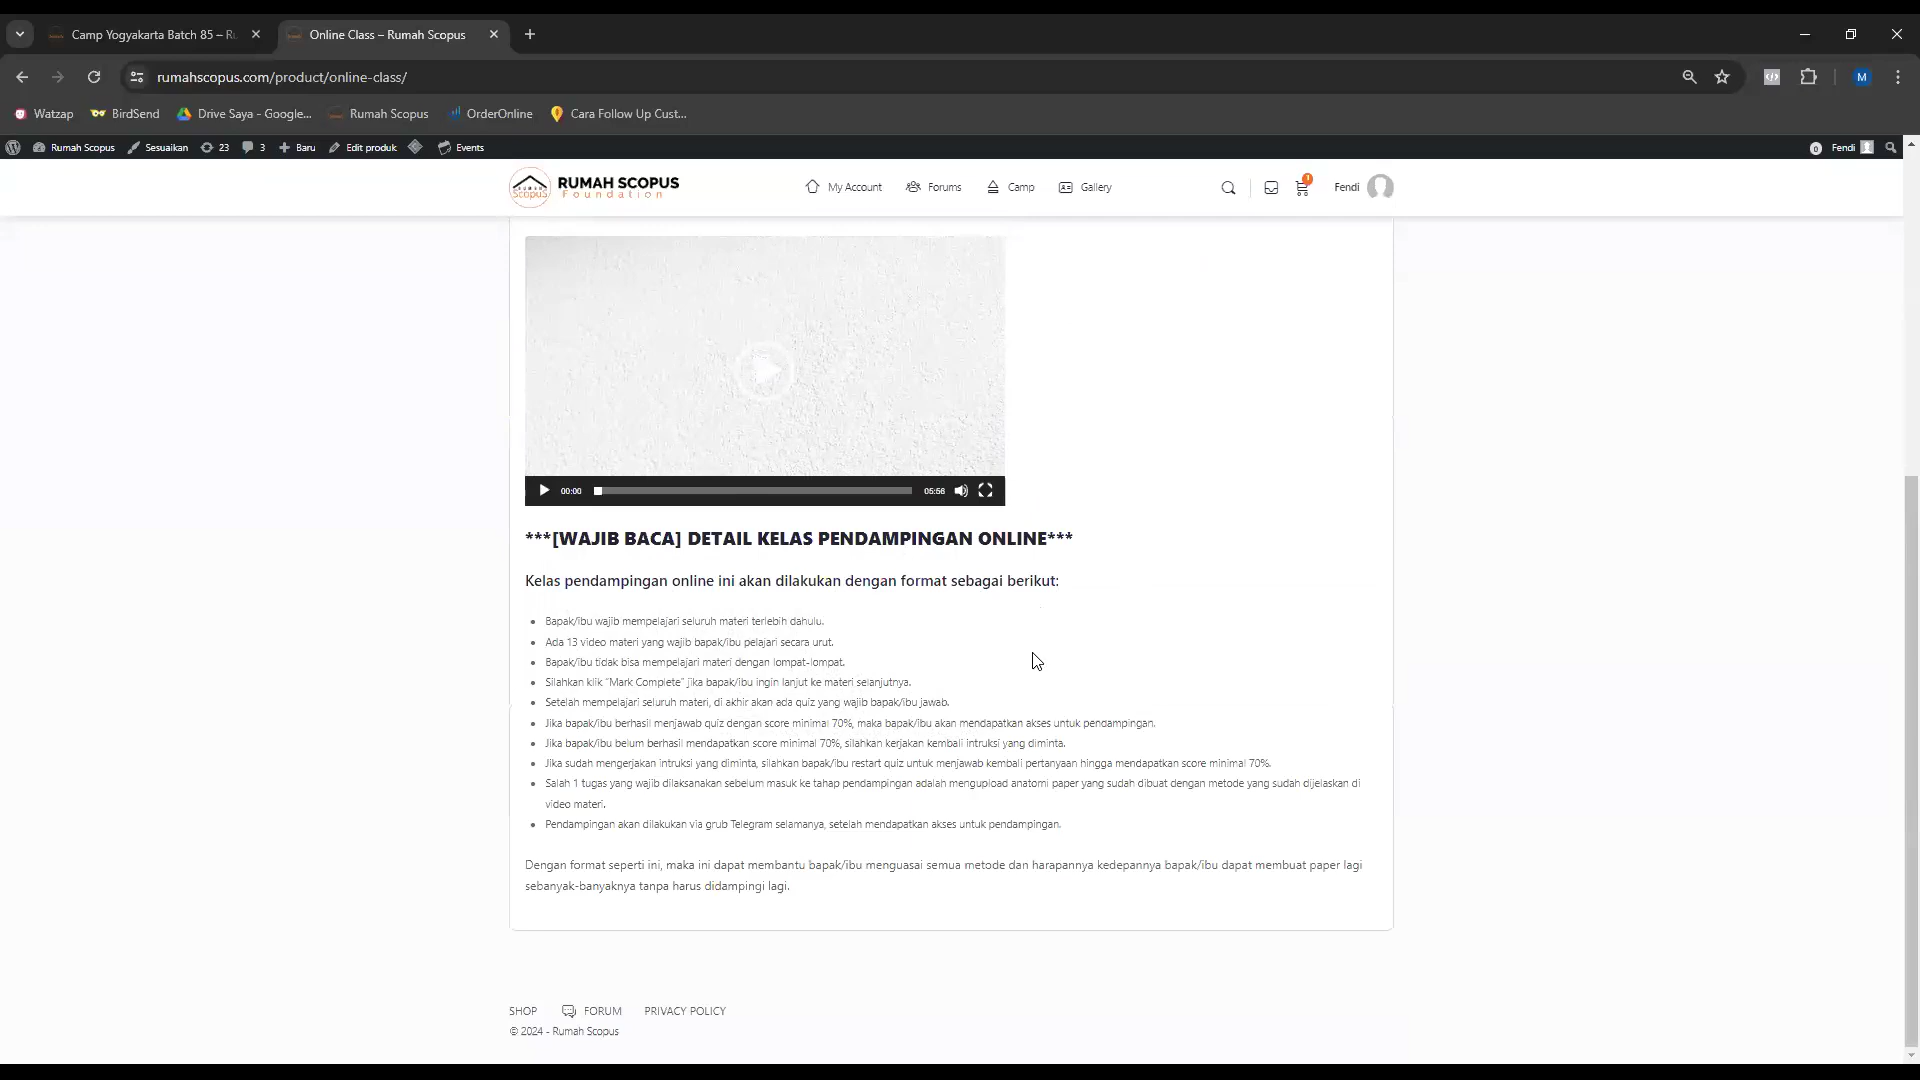 Camp Yogyakarta Batch 85 – R
Online Class – Rumah Scopus
rumahscopus.com/product/online-class/
M
Watzap
BirdSend
Drive Saya - Google...
Rumah Scopus
OrderOnline
Cara Follow Up Cust...
Rumah Scopus
Sesuaikan
23
3
Baru
Edit produk
Events
0
Fendi
Scopus
RUMAH SCOPUS
Foundation
My Account
Forums
Camp
Gallery
1
Fendi
00:00
05:56
***[WAJIB BACA] DETAIL KELAS PENDAMPINGAN ONLINE***
Kelas pendampingan online ini akan dilakukan dengan format sebagai berikut:
Bapak/ibu wajib mempelajari seluruh materi terlebih dahulu.
Ada 13 video materi yang wajib bapak/ibu pelajari secara urut.
Bapak/ibu tidak bisa mempelajari materi dengan lompat-lompat.
Silahkan klik “Mark Complete” jika bapak/ibu ingin lanjut ke materi selanjutnya.
Setelah mempelajari seluruh materi, di akhir akan ada quiz yang wajib bapak/ibu jawab.
Jika bapak/ibu berhasil menjawab quiz dengan score minimal 70%, maka bapak/ibu akan mendapatkan akses untuk pendampingan.
Jika bapak/ibu belum berhasil mendapatkan score minimal 70%, silahkan kerjakan kembali intruksi yang diminta.
Jika sudah mengerjakan intruksi yang diminta, silahkan bapak/ibu restart quiz untuk menjawab kembali pertanyaan hingga mendapatkan score minimal 70%.
Salah 1 tugas yang wajib dilaksanakan sebelum masuk ke tahap pendampingan adalah mengupload anatomi paper yang sudah dibuat dengan metode yang sudah dijelaskan di
video materi.
Pendampingan akan dilakukan via grub Telegram selamanya, setelah mendapatkan akses untuk pendampingan.
Dengan format seperti ini, maka ini dapat membantu bapak/ibu menguasai semua metode dan harapannya kedepannya bapak/ibu dapat membuat paper lagi
sebanyak-banyaknya tanpa harus didampingi lagi.
SHOP
FORUM
PRIVACY POLICY
© 2024 - Rumah Scopus